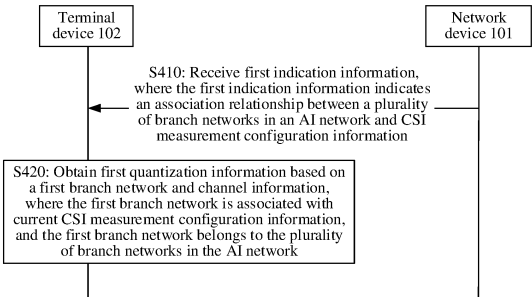 Terminal
device 102
Network
device 101
S410: Receive first indication information,
where the first indication information indicates
an association relationship between a plurality
of branch networks in an AI network and CSI
measurement configuration information
S420: Obtain first quantization information based on
a first branch network and channel information,
where the first branch network is associated with
current CSI measurement configuration information,
and the first branch network belongs to the plurality
of branch networks in the AI network